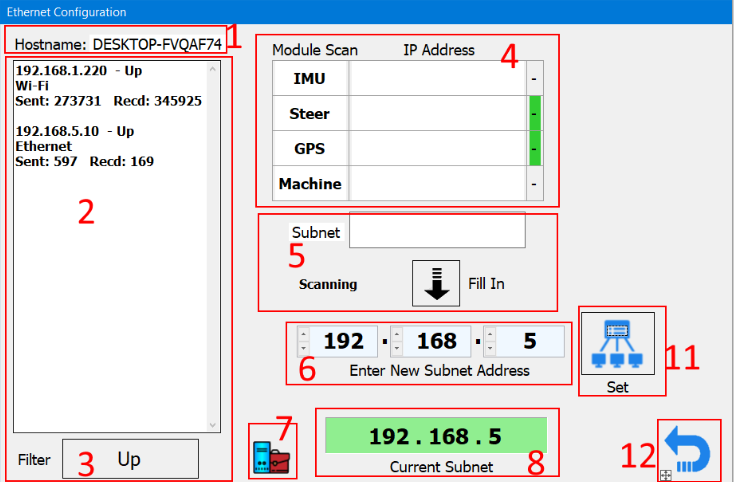 Ethernet Configuration
Hostname: DESKTOP-FVQAF74 1
192.168.1.220 - Up
Wi-Fi
Sent: 273731 Recd: 345925
192.168.5.10 - Up
Ethernet
Sent: 597 Recd: 169
2
Filter 3 Up
Module Scan IP Address 4
IMU -
Steer -
GPS -
Machine -
Subnet
5
Scanning Fill In
192 . 168 . 5
6 Enter New Subnet Address
11
Set
7
192 . 168 . 5
Current Subnet 8
12